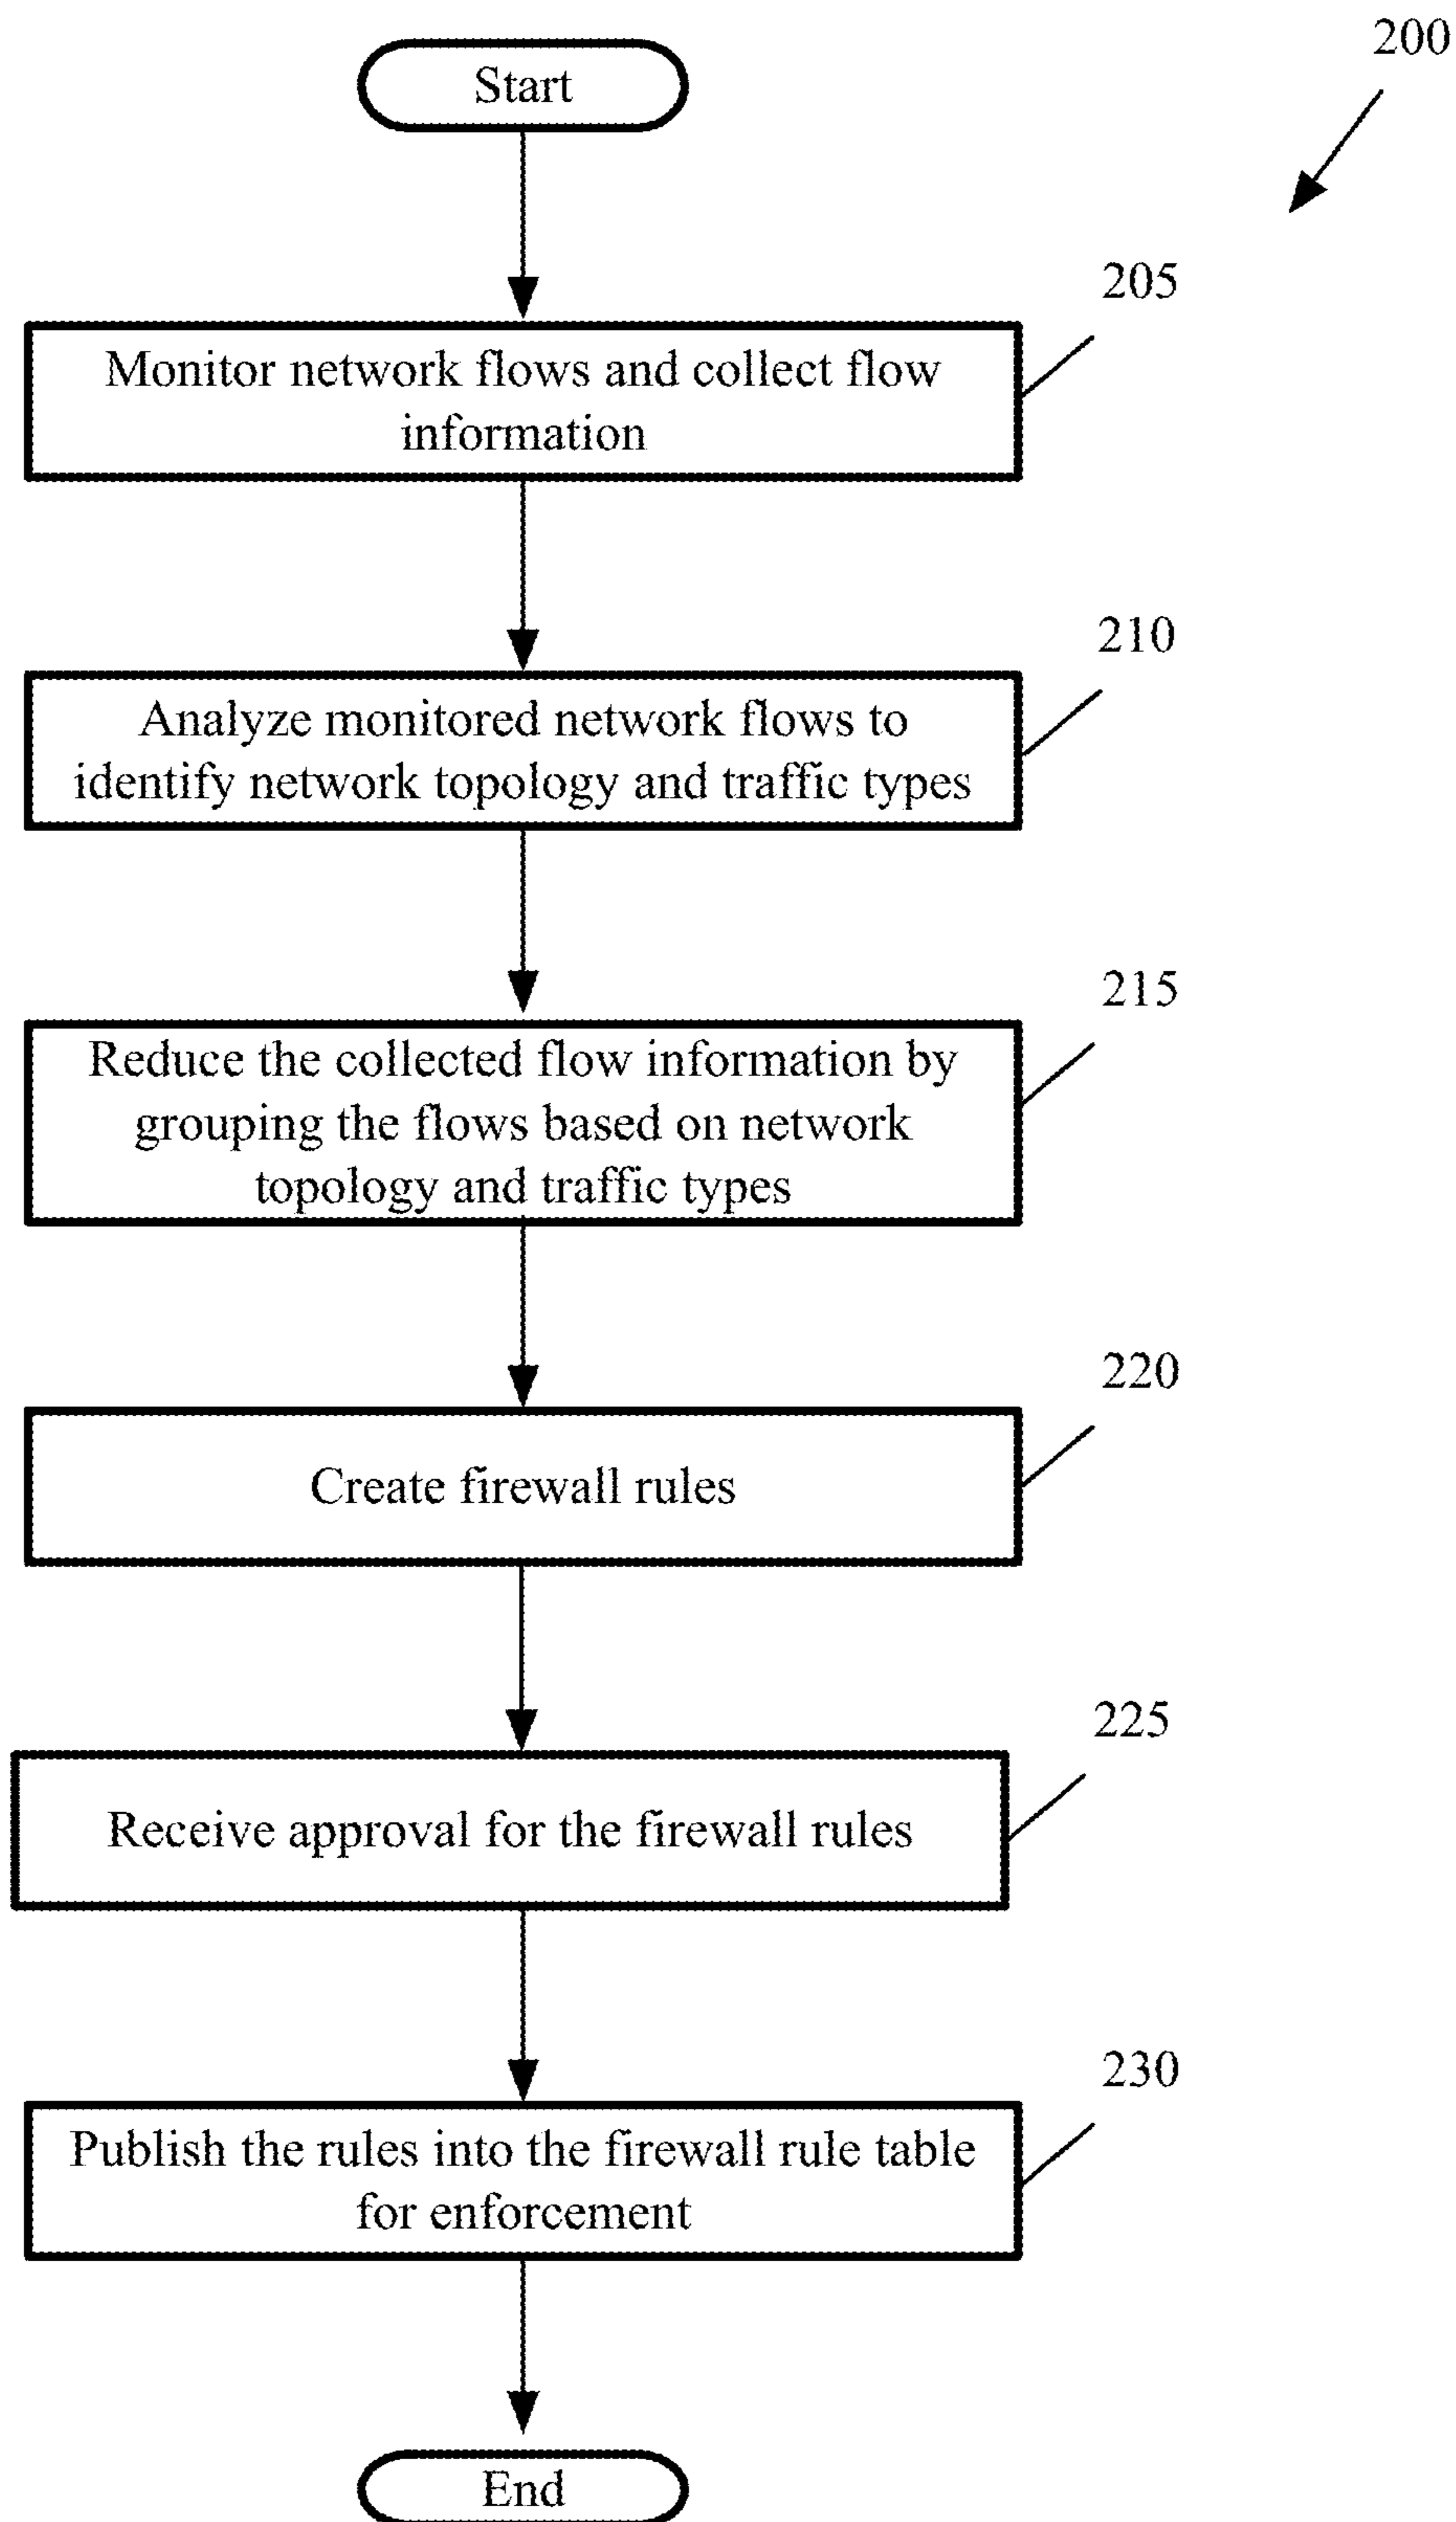 200
Start
205
Monitor network flows and collect flow
information
210
Analyze monitored network flows to
identify network topology and traffic types
215
Reduce the collected flow information by
grouping the flows based on network
topology and traffic types
220
Create firewall rules
225
Receive approval for the firewall rules
230
Publish the rules into the firewall rule table
for enforcement
End